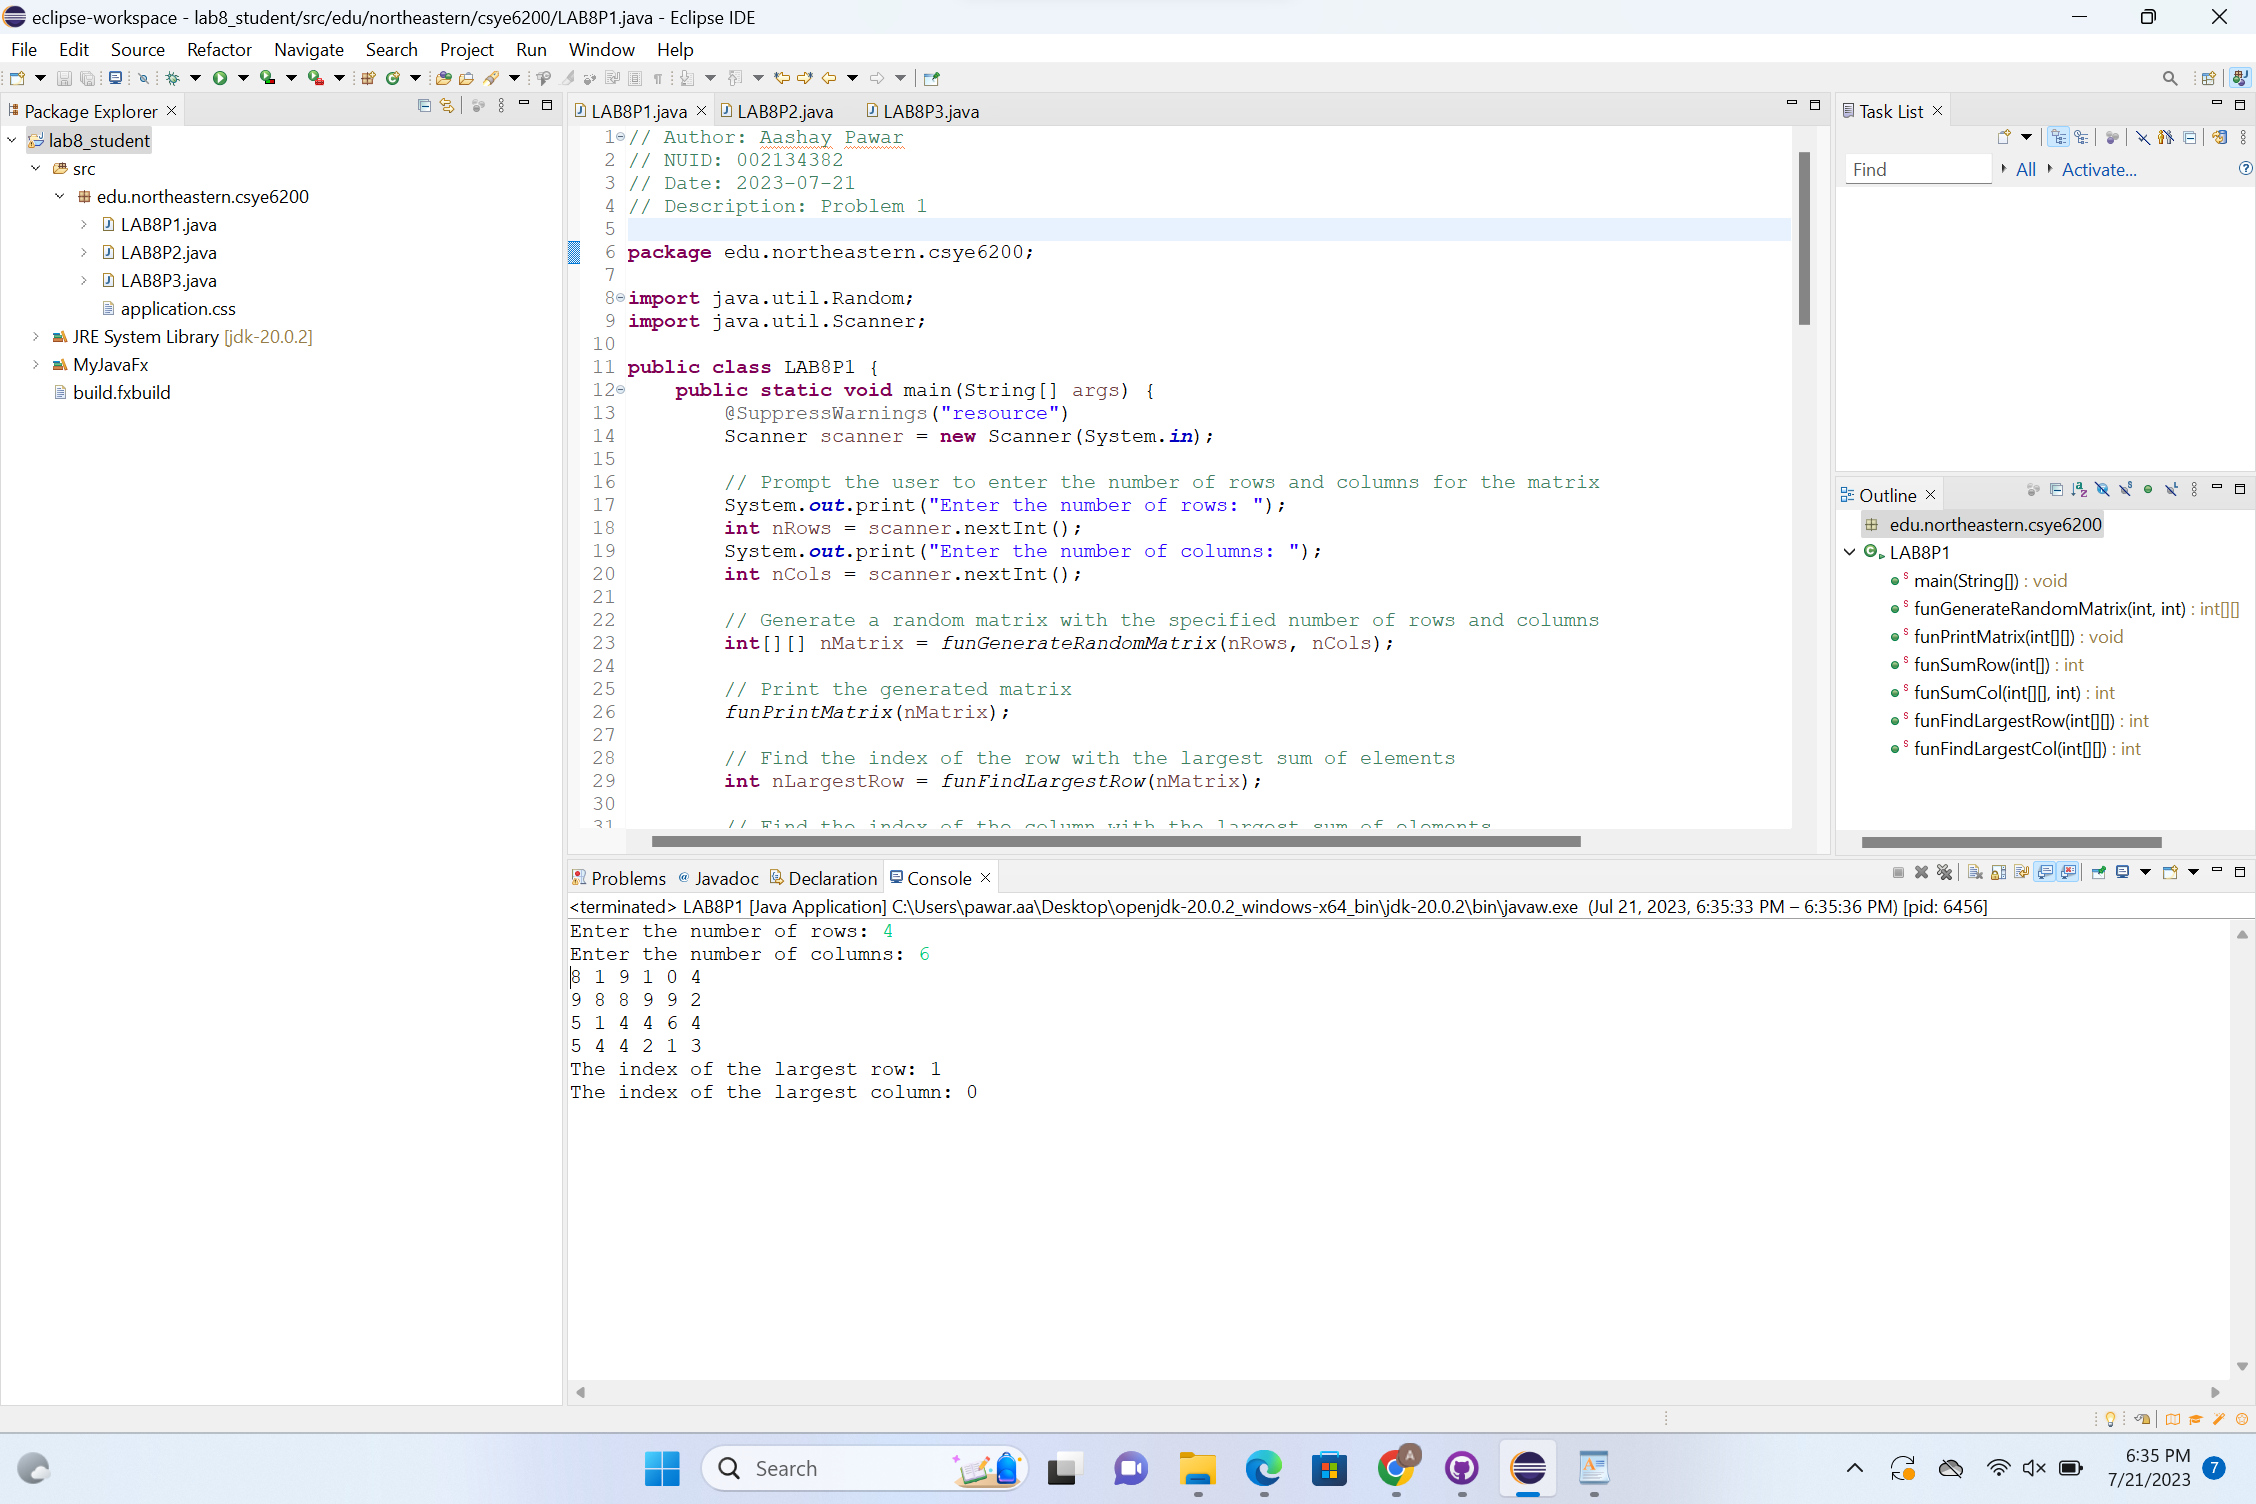 eclipse-workspace - lab8_student/src/edu/northeastern/csye6200/LAB8P1.java - Eclipse IDE
File Edit Source Refactor Navigate Search Project Run Window Help
Package Explorer
lab8_student
src
edu.northeastern.csye6200
LAB8P1.java
LAB8P2.java
LAB8P3.java
application.css
JRE System Library [jdk-20.0.2]
MyJavaFx
build.fxbuild
LAB8P1.java LAB8P2.java LAB8P3.java
1 // Author: Aashay Pawar
2 // NUID: 002134382
3 // Date: 2023-07-21
4 // Description: Problem 1
5
6 package edu.northeastern.csye6200;
7
8 import java.util.Random;
9 import java.util.Scanner;
10
11 public class LAB8P1 {
12 public static void main(String[] args) {
13 @SuppressWarnings("resource")
14 Scanner scanner = new Scanner(System.in);
15
16 // Prompt the user to enter the number of rows and columns for the matrix
17 System.out.print("Enter the number of rows: ");
18 int nRows = scanner.nextInt();
19 System.out.print("Enter the number of columns: ");
20 int nCols = scanner.nextInt();
21
22 // Generate a random matrix with the specified number of rows and columns
23 int[][] nMatrix = funGenerateRandomMatrix(nRows, nCols);
24
25 // Print the generated matrix
26 funPrintMatrix(nMatrix);
27
28 // Find the index of the row with the largest sum of elements
29 int nLargestRow = funFindLargestRow(nMatrix);
30
31 // Find the index of the column with the largest sum of elements
Task List
Find All Activate...
Outline
edu.northeastern.csye6200
LAB8P1
main(String[]) : void
funGenerateRandomMatrix(int, int) : int[][]
funPrintMatrix(int[][]) : void
funSumRow(int[]) : int
funSumCol(int[][], int) : int
funFindLargestRow(int[][]) : int
funFindLargestCol(int[][]) : int
Problems Javadoc Declaration Console
<terminated> LAB8P1 [Java Application] C:\Users\pawar.aa\Desktop\openjdk-20.0.2_windows-x64_bin\jdk-20.0.2\bin\javaw.exe (Jul 21, 2023, 6:35:33 PM – 6:35:36 PM) [pid: 6456]
Enter the number of rows: 4
Enter the number of columns: 6
8 1 9 1 0 4
9 8 8 9 9 2
5 1 4 4 6 4
5 4 4 2 1 3
The index of the largest row: 1
The index of the largest column: 0
Search
A
6:35 PM
7/21/2023
7